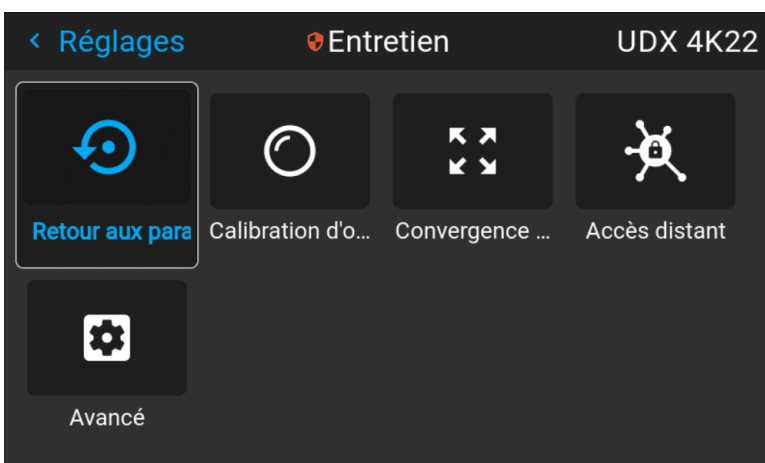 Réglages
Entretien
UDX 4K22
Retour aux para
Calibration d'o...
Convergence ...
Accès distant
Avancé